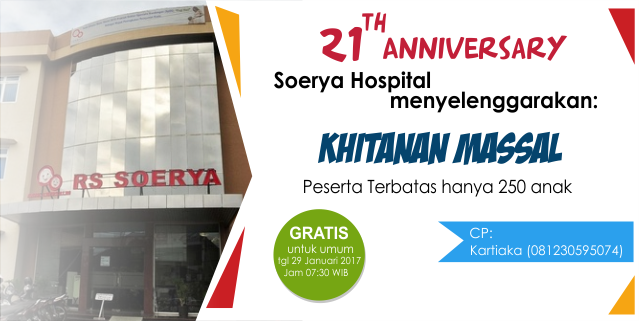 21TH ANNIVERSARY
Soerya Hospital
menyelenggarakan:
KHITANAN MASSAL
Peserta Terbatas hanya 250 anak
GRATIS
untuk umum
tgl 29 Januari 2017
Jam 07:30 WIB
CP:
Kartiaka (081230595074)
RS SOERYA